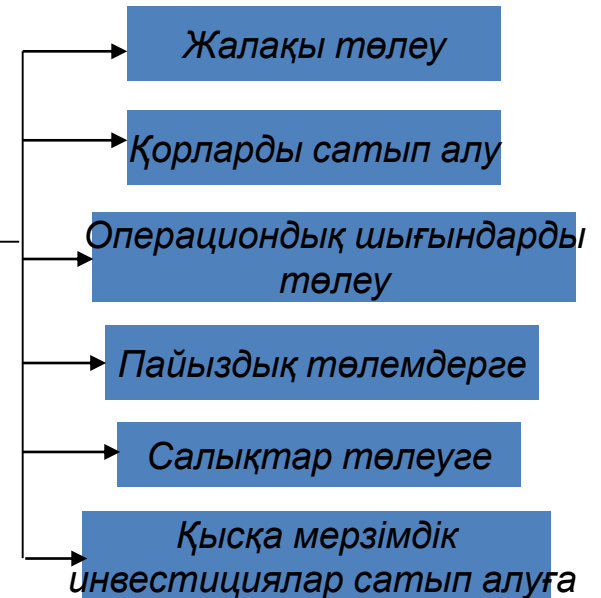 Жалақы төлеу
Қорларды сатып алу
Операциондық шығындарды
төлеу
Пайыздық төлемдерге
Салықтар төлеуге
Қысқа мерзімдік
инвестициялар сатып алуға